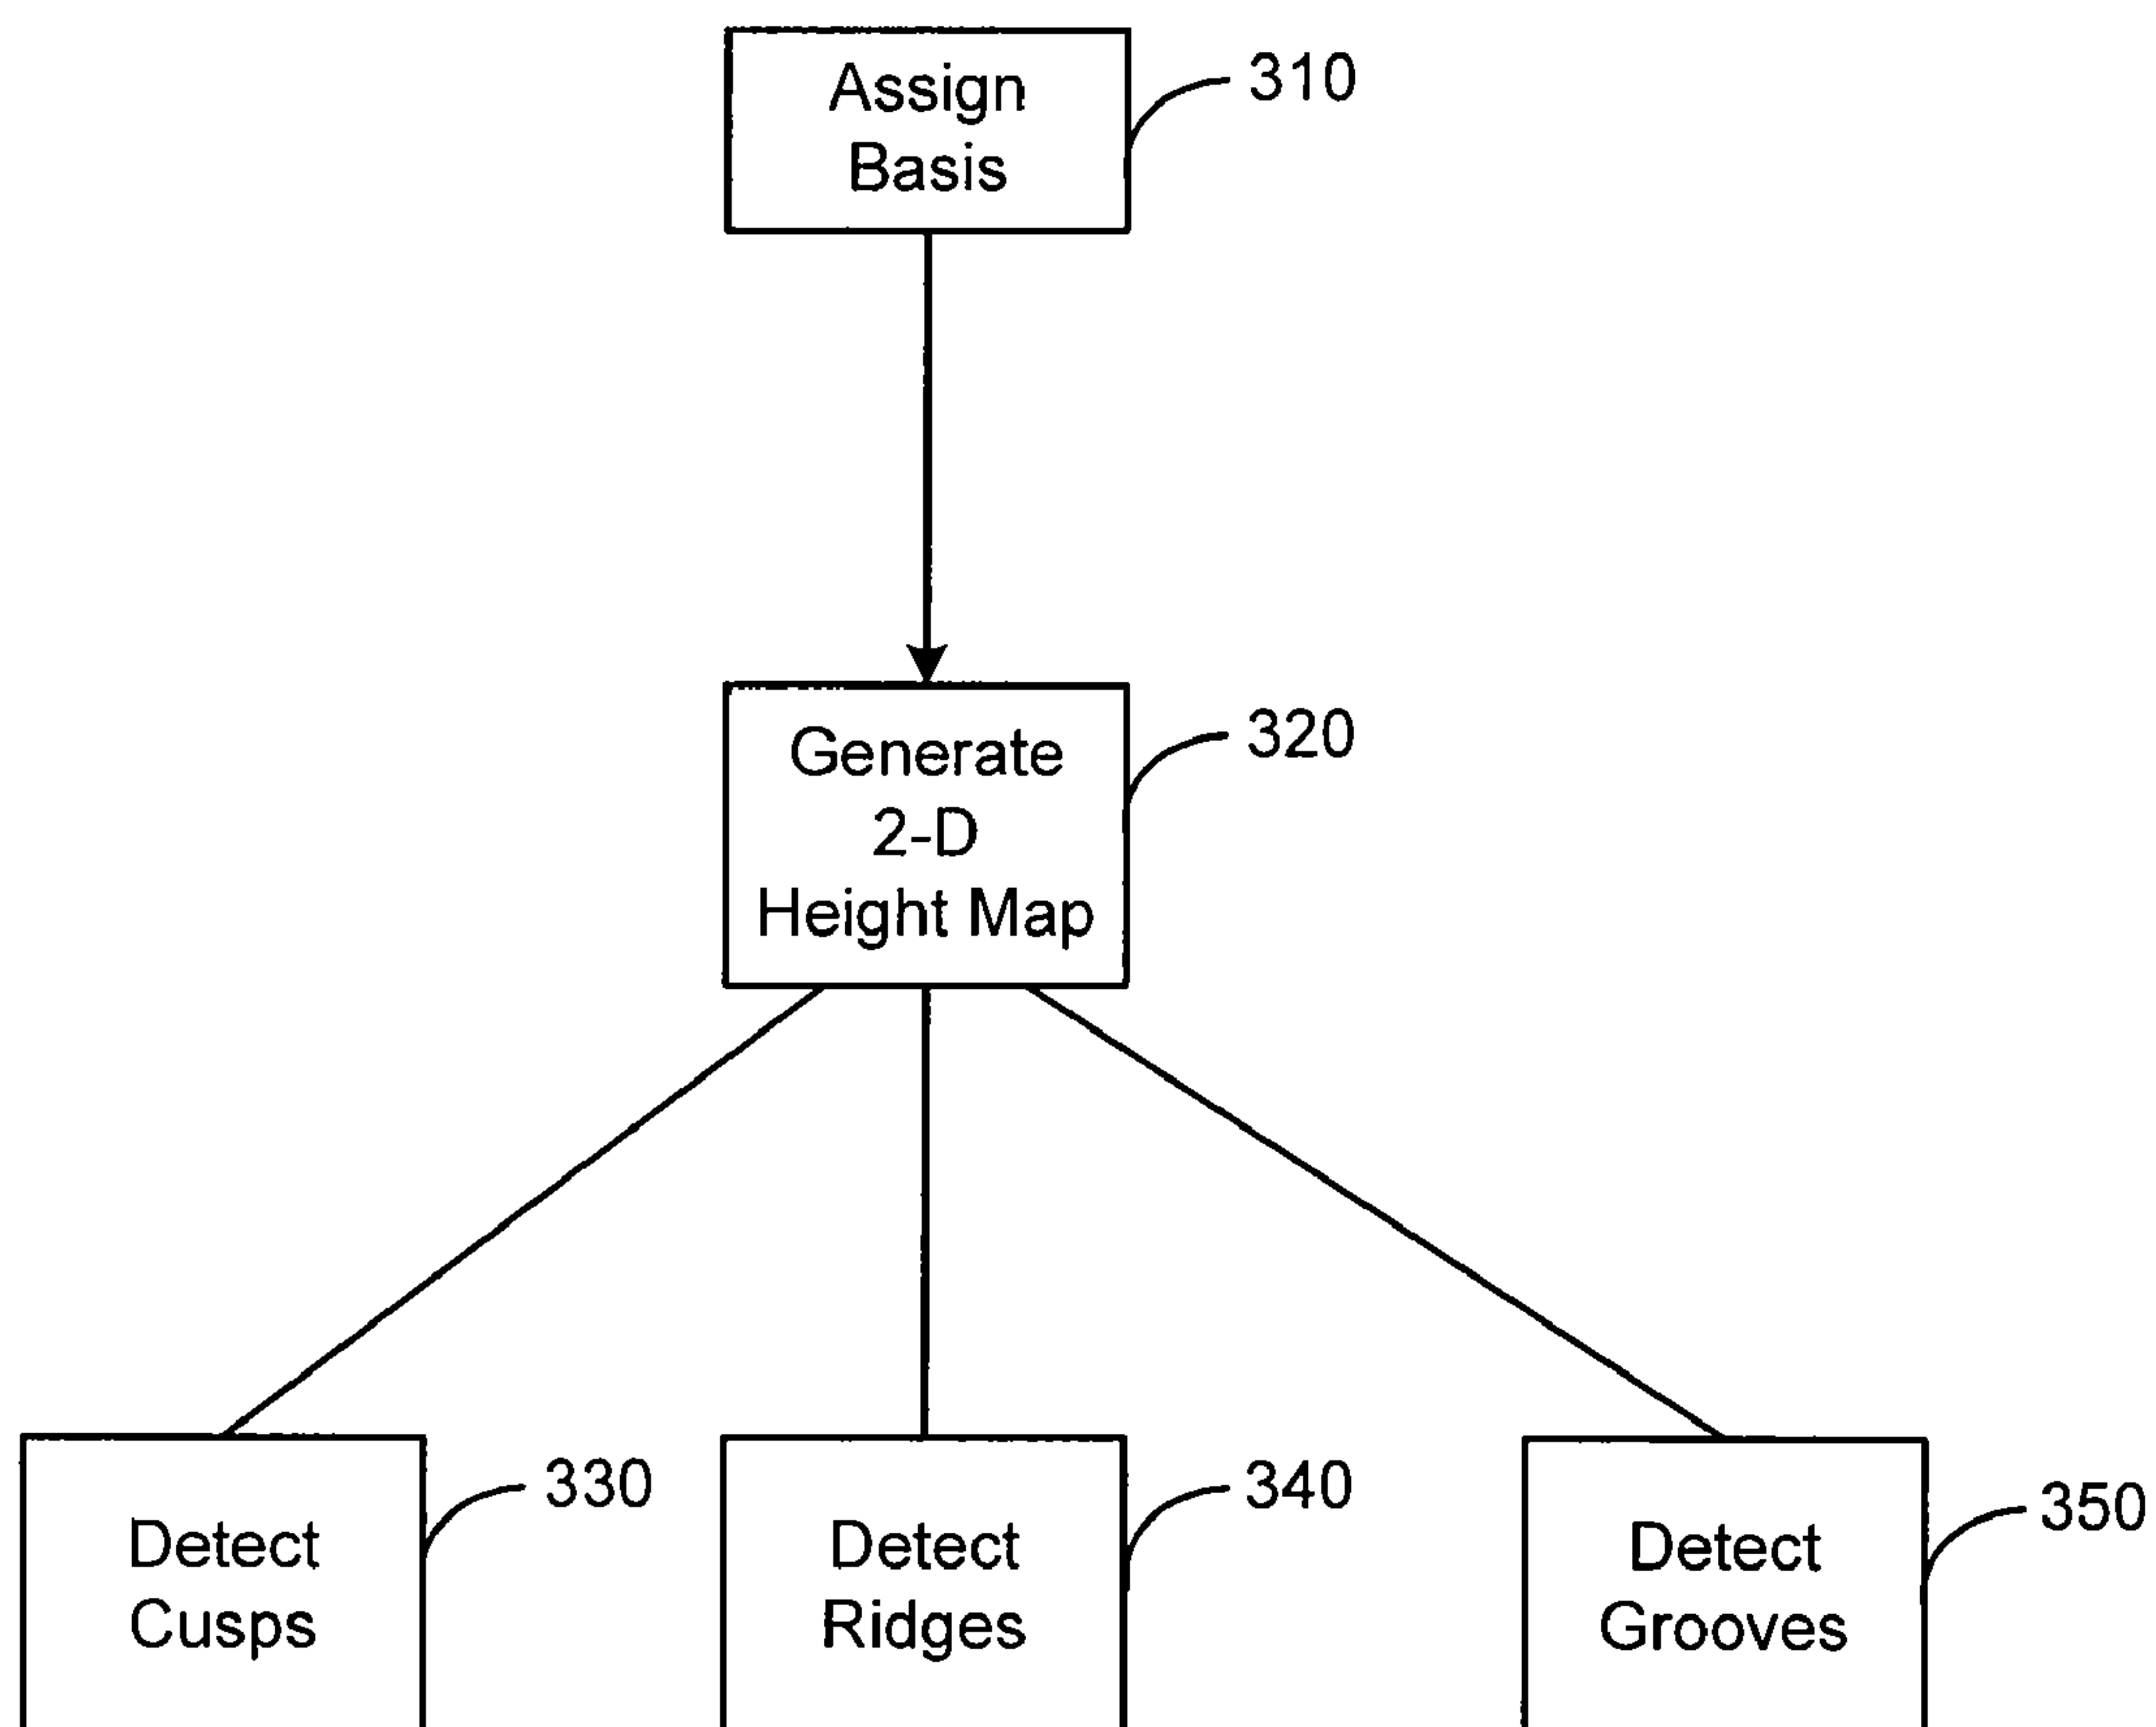 Assign
Basis
310
Generate
2-D
Height Map
320
Detect
Cusps
330
Detect
Ridges
340
Detect
Grooves
350